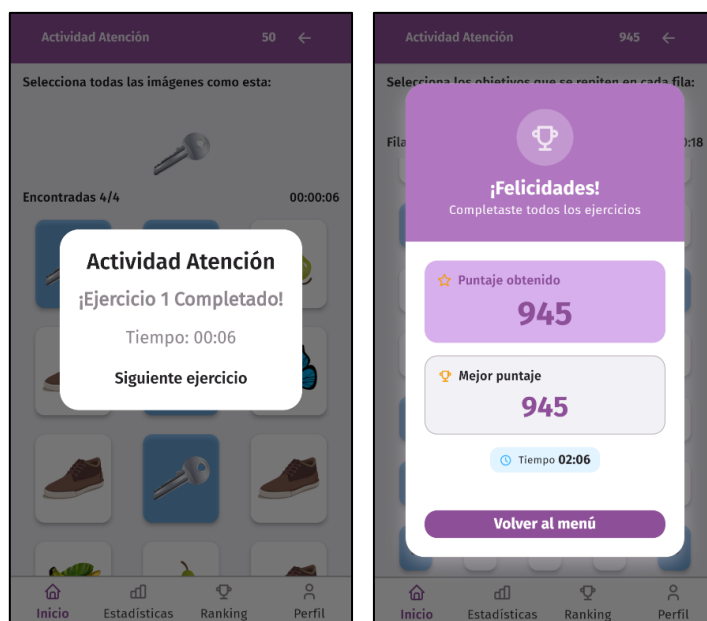 Actividad Atención 50
Selecciona todas las imágenes como esta:
Encontradas 4/4 00:00:06
Actividad Atención
¡Ejercicio 1 Completado!
Tiempo: 00:06
Siguiente ejercicio
Inicio Estadísticas Ranking Perfil
Actividad Atención 945
Selecciona los objetivos que se repiten en cada fila:
Fila :18
¡Felicidades!
Completaste todos los ejercicios
Puntaje obtenido
945
Mejor puntaje
945
Tiempo 02:06
Volver al menú
Inicio Estadísticas Ranking Perfil